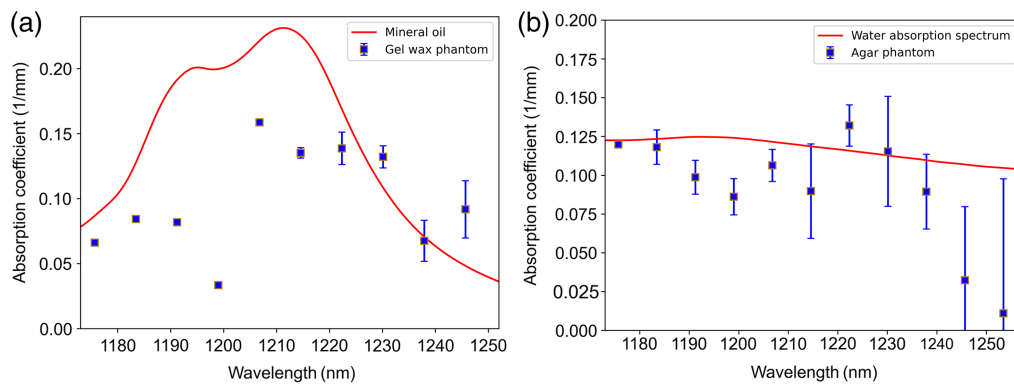 (a)
Mineral oil
Gel wax phantom
Absorption coefficient (1/mm)
0.20
0.15
0.10
0.05
0.00
1180 1190 1200 1210 1220 1230 1240 1250
Wavelength (nm)
(b)
Water absorption spectrum
Agar phantom
Absorption coefficient (1/mm)
0.200
0.175
0.150
0.125
0.100
0.075
0.050
0.025
0.000
1180 1190 1200 1210 1220 1230 1240 1250
Wavelength (nm)